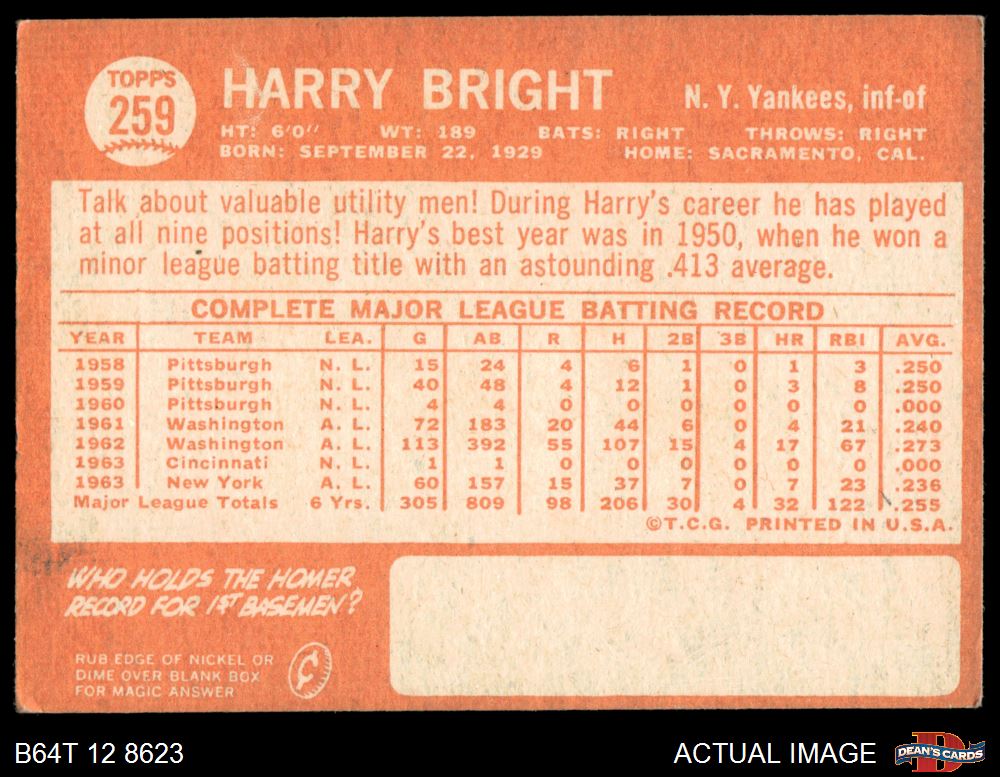 TOPPS
259
HARRY BRIGHT
N. Y. Yankees, inf-of
HT: 6'0" WT: 189 BATS: RIGHT THROWS: RIGHT
BORN: SEPTEMBER 22, 1929 HOME: SACRAMENTO, CAL.
Talk about valuable utility men! During Harry's career he has played
at all nine positions! Harry's best year was in 1950, when he won a
minor league batting title with an astounding .413 average.
COMPLETE MAJOR LEAGUE BATTING RECORD
YEAR TEAM LEA. G AB R H 2B 3B HR RBI AVG.
1958 Pittsburgh N. L. 15 24 4 6 1 0 1 3 .250
1959 Pittsburgh N. L. 40 48 4 12 1 0 3 8 .250
1960 Pittsburgh N. L. 4 4 0 0 0 0 0 0 .000
1961 Washington A. L. 72 183 20 44 6 0 4 21 .240
1962 Washington A. L. 113 392 55 107 15 4 17 67 .273
1963 Cincinnati N. L. 1 1 0 0 0 0 0 0 .000
1963 New York A. L. 60 157 15 37 7 0 7 23 .236
Major League Totals 6 Yrs. 305 809 98 206 30 4 32 122 .255
©T.C.G. PRINTED IN U.S.A.
WHO HOLDS THE HOMER
RECORD FOR 1ST BASEMEN?
RUB EDGE OF NICKEL OR
DIME OVER BLANK BOX
FOR MAGIC ANSWER
B64T 12 8623
ACTUAL IMAGE
DEAN'S CARDS